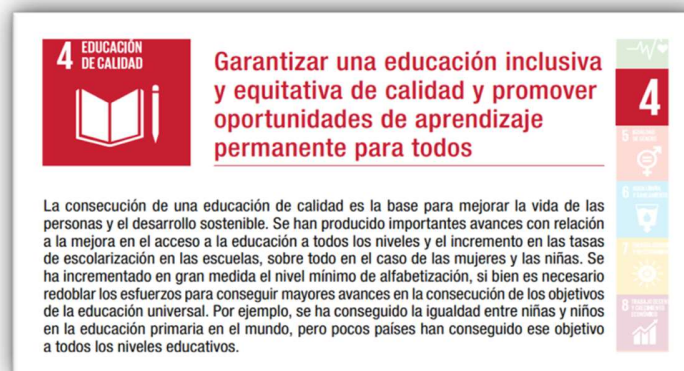 4 EDUCACIÓN
DE CALIDAD
Garantizar una educación inclusiva
y equitativa de calidad y promover
oportunidades de aprendizaje
permanente para todos
La consecución de una educación de calidad es la base para mejorar la vida de las
personas y el desarrollo sostenible. Se han producido importantes avances con relación
a la mejora en el acceso a la educación a todos los niveles y el incremento en las tasas
de escolarización en las escuelas, sobre todo en el caso de las mujeres y las niñas. Se
ha incrementado en gran medida el nivel mínimo de alfabetización, si bien es necesario
redoblar los esfuerzos para conseguir mayores avances en la consecución de los objetivos
de la educación universal. Por ejemplo, se ha conseguido la igualdad entre niñas y niños
en la educación primaria en el mundo, pero pocos países han conseguido ese objetivo
a todos los niveles educativos.
4
5
6
7
8